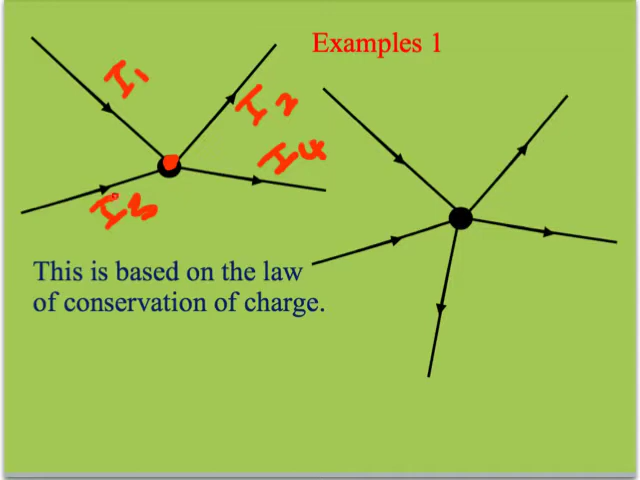 Examples 1
I1
I2
I4
I3
This is based on the law
of conservation of charge.